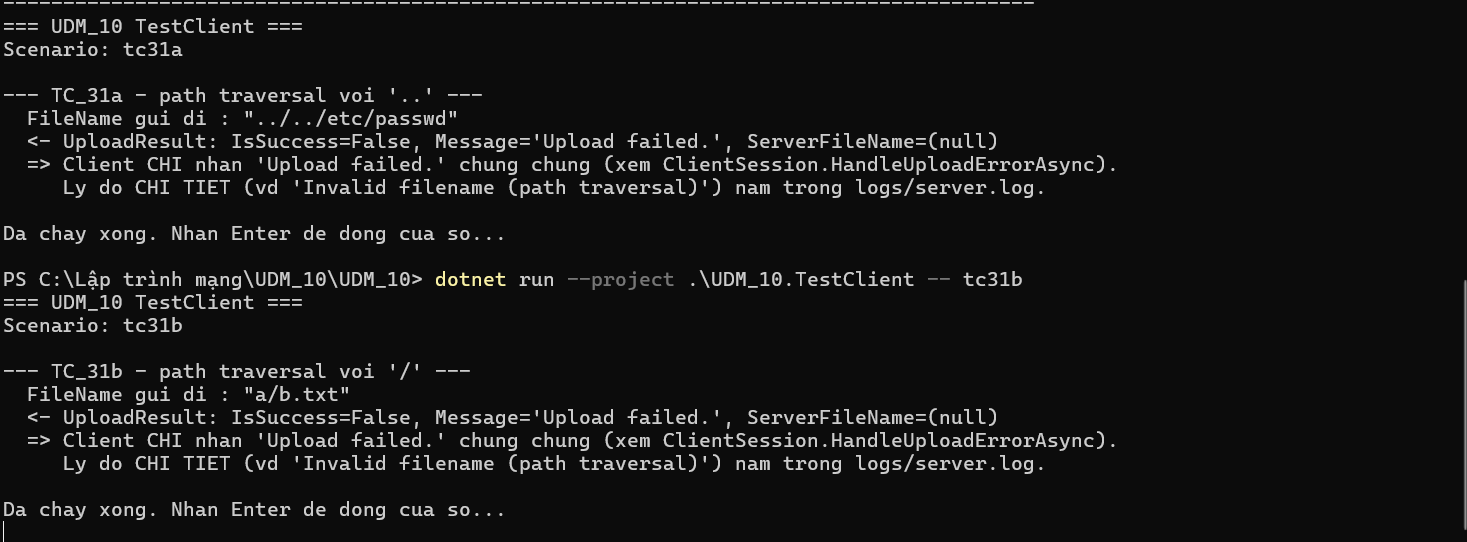 === UDM_10 TestClient ===
Scenario: tc31a
--- TC_31a - path traversal voi '..' ---
FileName gui di : "../../etc/passwd"
<- UploadResult: IsSuccess=False, Message='Upload failed.', ServerFileName=(null)
=> Client CHI nhan 'Upload failed.' chung chung (xem ClientSession.HandleUploadErrorAsync).
Ly do CHI TIET (vd 'Invalid filename (path traversal)') nam trong logs/server.log.
Da chay xong. Nhan Enter de dong cua so...
PS C:\Lập trình mạng\UDM_10\UDM_10> dotnet run --project .\UDM_10.TestClient -- tc31b
=== UDM_10 TestClient ===
Scenario: tc31b
--- TC_31b - path traversal voi '/' ---
FileName gui di : "a/b.txt"
<- UploadResult: IsSuccess=False, Message='Upload failed.', ServerFileName=(null)
=> Client CHI nhan 'Upload failed.' chung chung (xem ClientSession.HandleUploadErrorAsync).
Ly do CHI TIET (vd 'Invalid filename (path traversal)') nam trong logs/server.log.
Da chay xong. Nhan Enter de dong cua so...